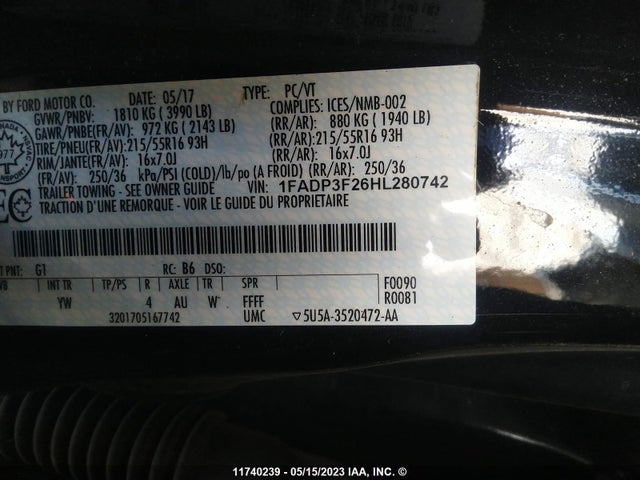 BY FORD MOTOR CO. DATE: 05/17 TYPE: PC/VT
GVWR/PNBV: 1810 KG ( 3990 LB) COMPLIES: ICES/NMB-002
GAWR/PNBE(FR/AV): 972 KG ( 2143 LB) (RR/AR): 880 KG ( 1940 LB)
TIRE/PNEU(FR/AV): 215/55R16 93H (RR/AR): 215/55R16 93H
RIM/JANTE(FR/AV): 16x7.0J (RR/AR): 16x7.0J
(FR/AV): 250/36 kPa/PSI (COLD)/lb/po (A FROID) (RR/AR): 250/36
TRAILER TOWING - SEE OWNER GUIDE VIN: 1FADP3F26HL280742
TRACTION D'UNE REMORQUE - VOIR LE GUIDE DU PROPRIETAIRE
CANADA
977
TRANSPORT
EC
PNT: G1 RC: B6 DSO:
WB INT TR TP/PS R AXLE TR SPR F0090
YW 4 AU W FFFF R0081
3201705167742 UMC ▽5U5A-3520472-AA
11740239 - 05/15/2023 IAA, INC. ©